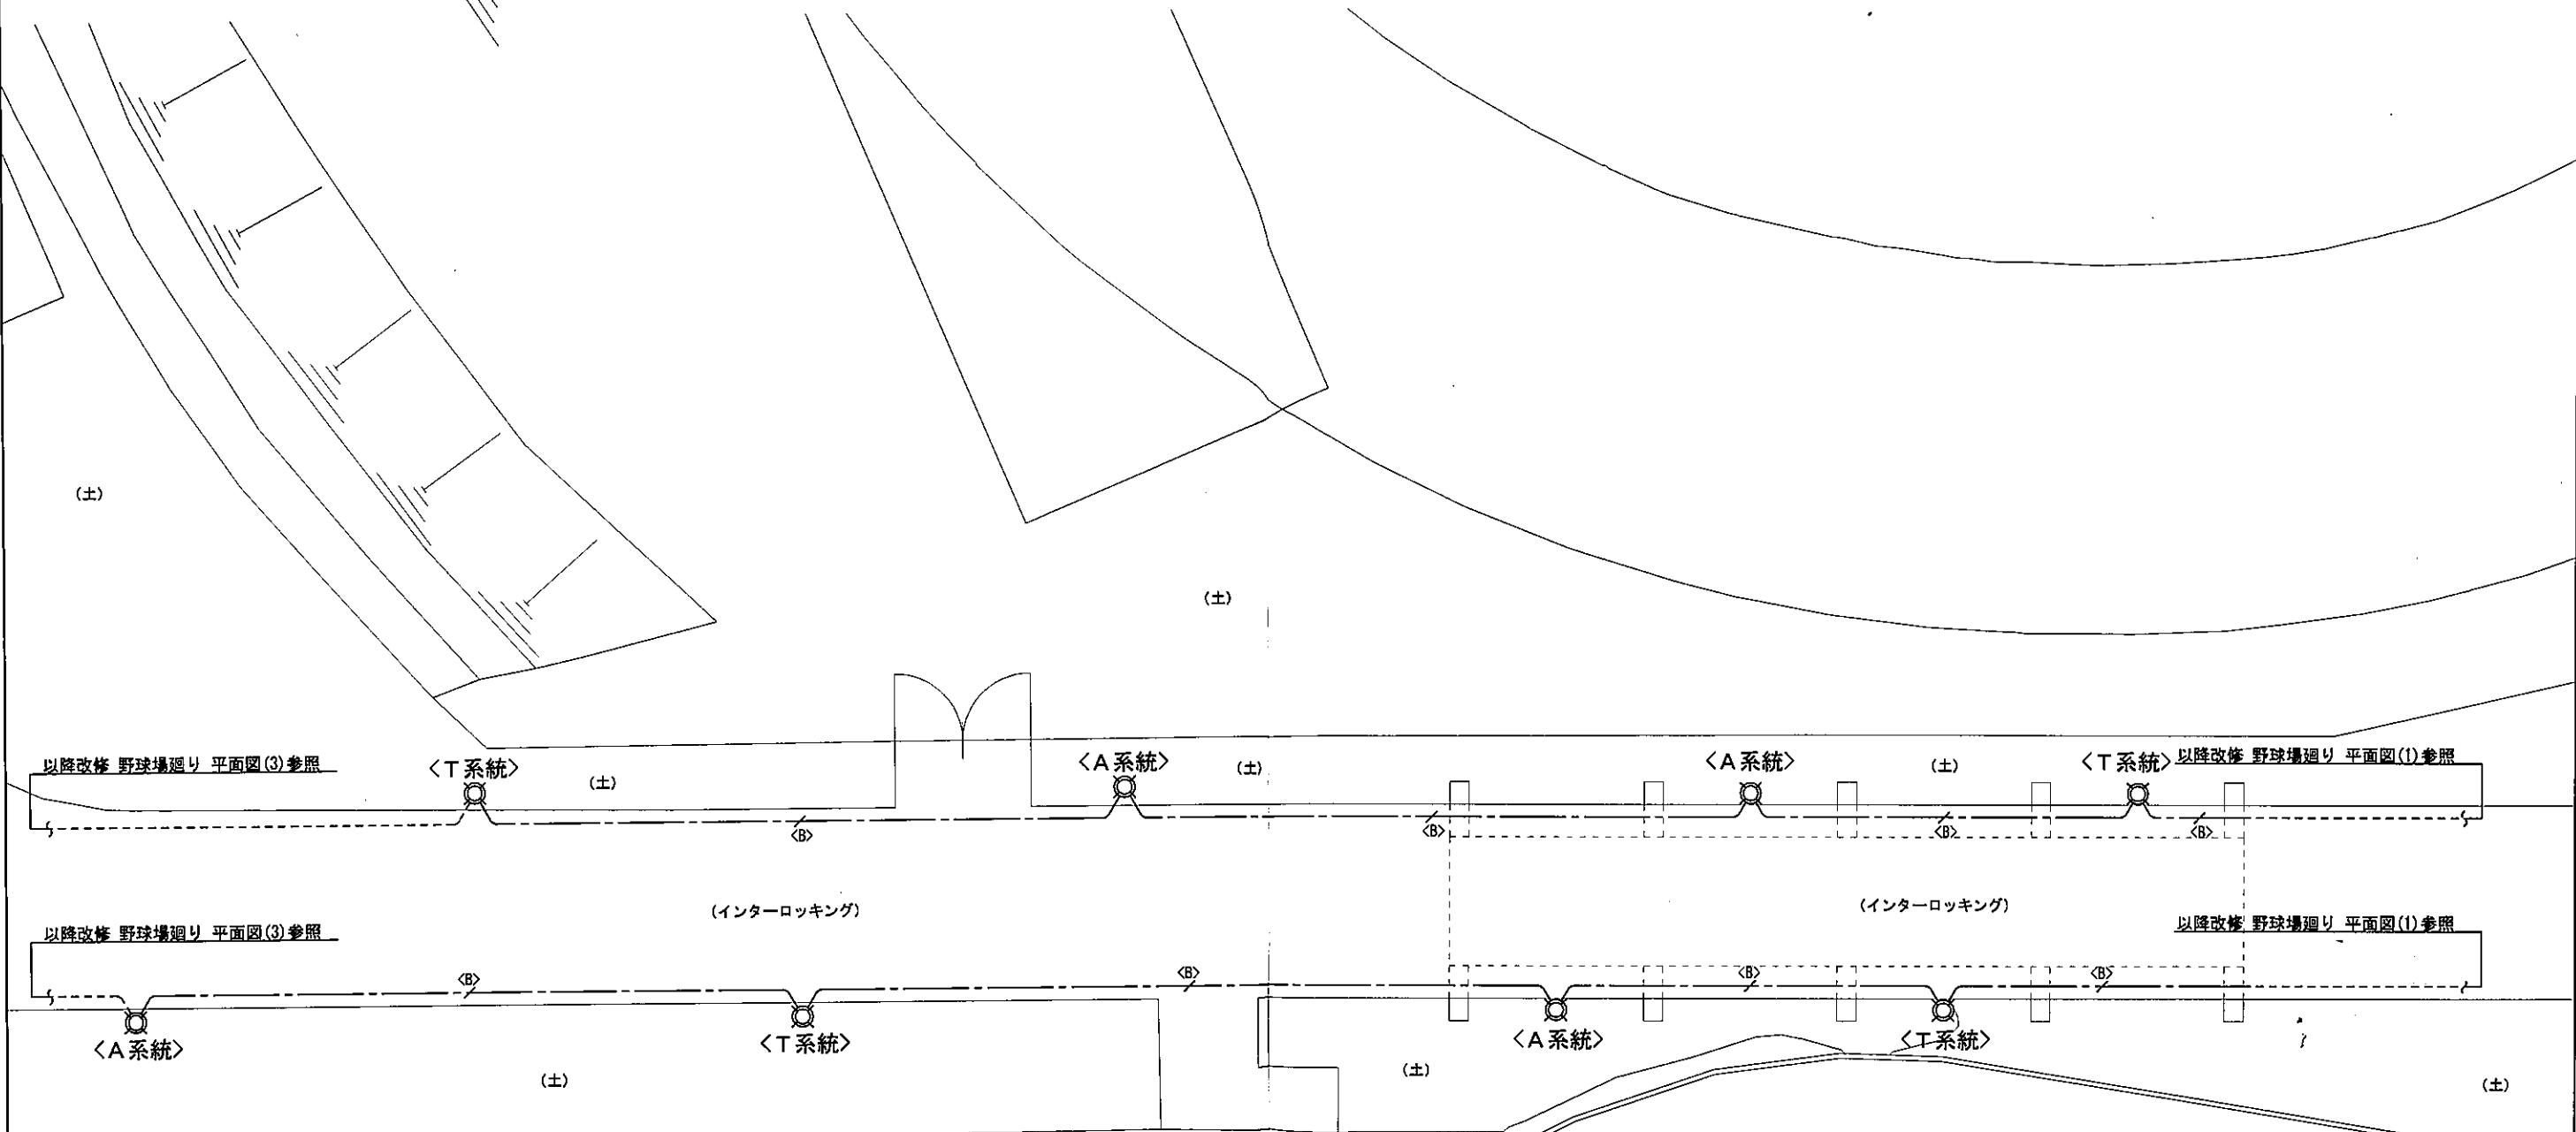 (土)
(土)
以降改修 野球場廻り 平面図(3)参照
<T系統>
(土)
<A系統>
(土)
<A系統>
(土)
<T系統>
以降改修 野球場廻り 平面図(1)参照
<B>
<B>
<B>
<B>
(インターロッキング)
(インターロッキング)
以降改修 野球場廻り 平面図(3)参照
以降改修 野球場廻り 平面図(1)参照
<B>
<B>
<B>
<B>
<A系統>
<T系統>
<A系統>
<T系統>
(土)
(土)
(土)